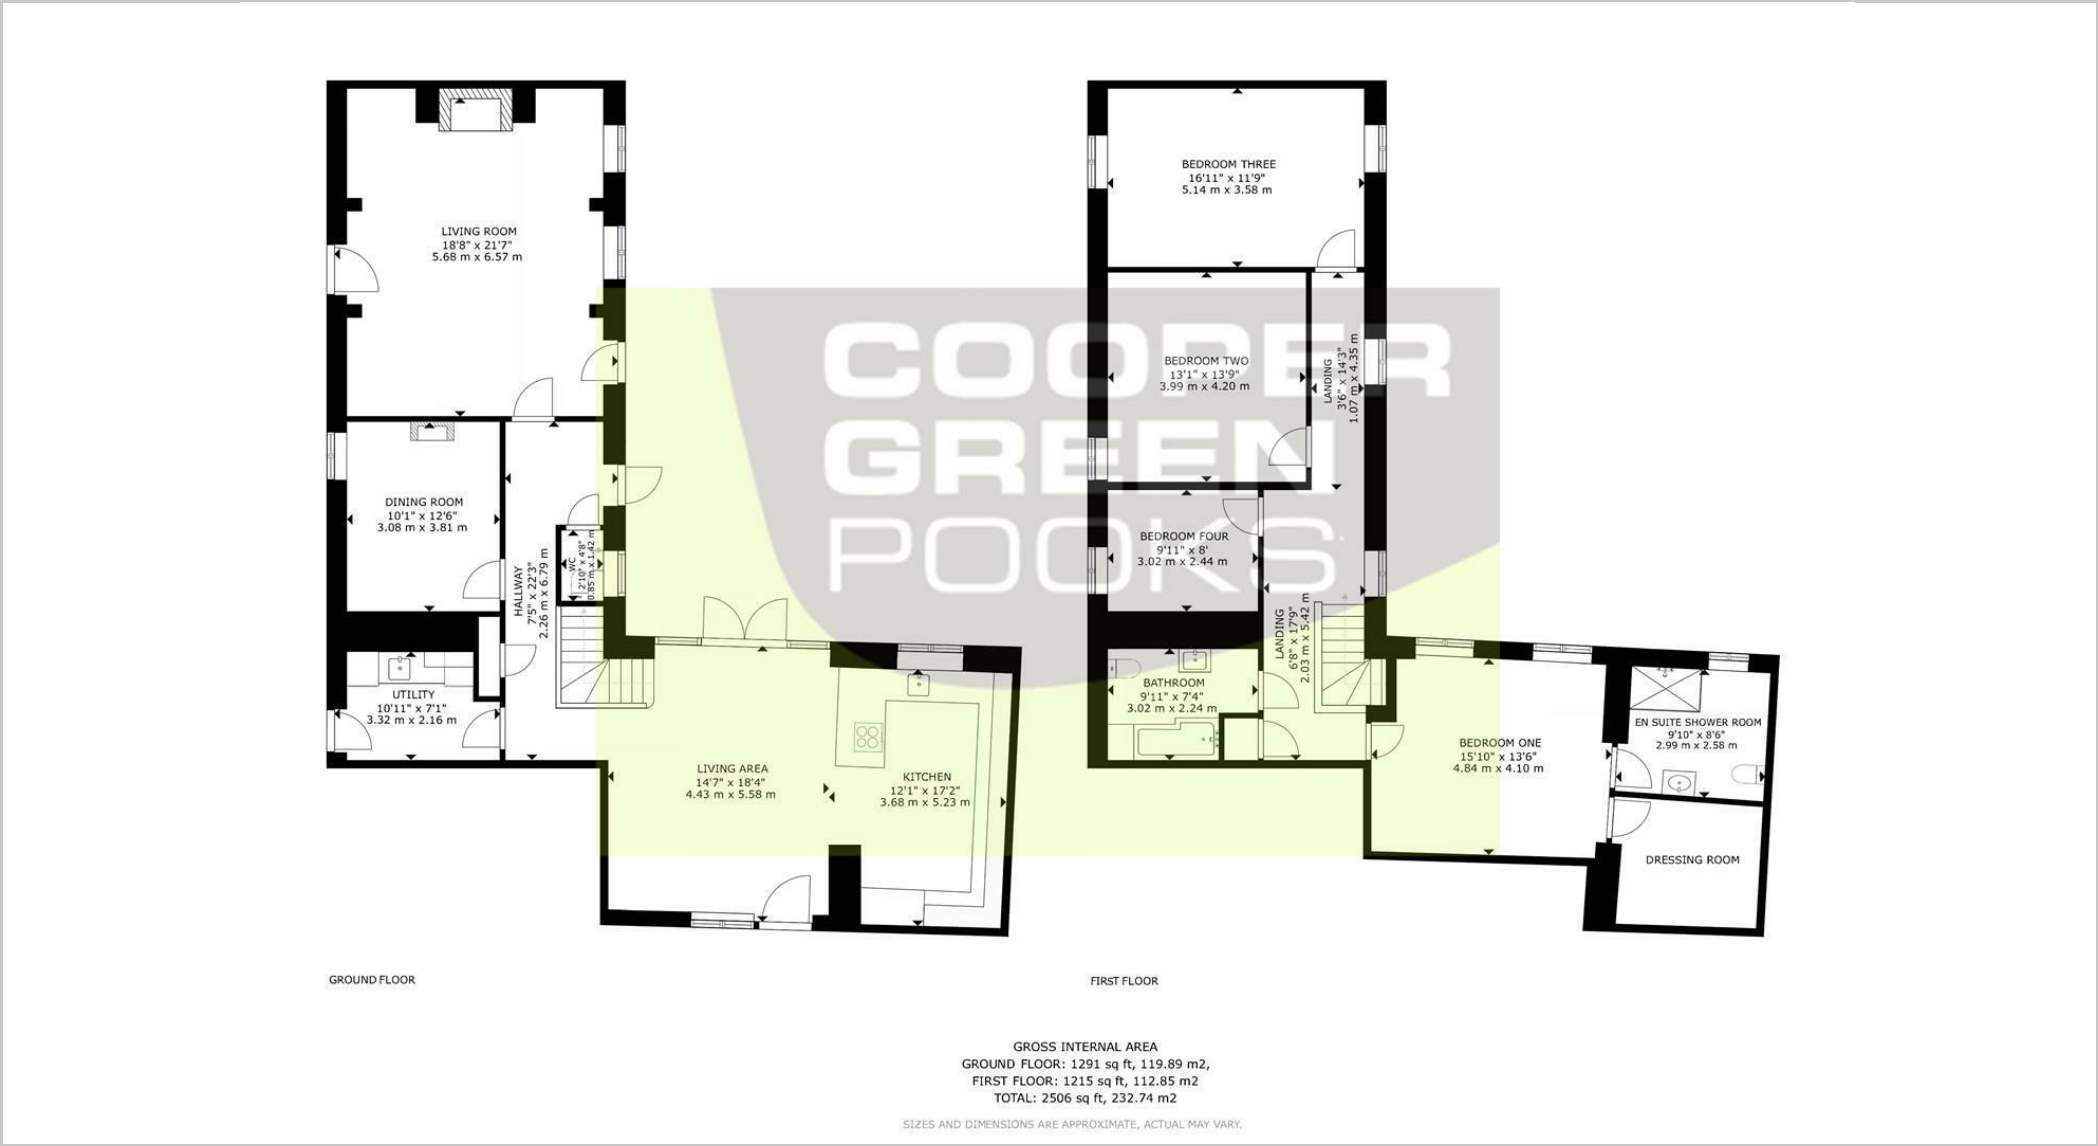 LIVING ROOM
18'8" x 21'7"
5.68 m x 6.57 m
DINING ROOM
10'1" x 12'6"
3.08 m x 3.81 m
HALLWAY
7'5" x 22'3"
2.26 m x 6.79 m
WC
2'10" x 4'8"
0.85 m x 1.42 m
UTILITY
10'11" x 7'1"
3.32 m x 2.16 m
LIVING AREA
14'7" x 18'4"
4.43 m x 5.58 m
KITCHEN
12'1" x 17'2"
3.68 m x 5.23 m
GROUND FLOOR
COOPER
GREEN
POOKS
BEDROOM THREE
16'11" x 11'9"
5.14 m x 3.58 m
BEDROOM TWO
13'1" x 13'9"
3.99 m x 4.20 m
LANDING
3'6" x 14'3"
1.07 m x 4.35 m
BEDROOM FOUR
9'11" x 8'
3.02 m x 2.44 m
LANDING
6'8" x 17'9"
2.03 m x 5.42 m
BATHROOM
9'11" x 7'4"
3.02 m x 2.24 m
BEDROOM ONE
15'10" x 13'6"
4.84 m x 4.10 m
EN SUITE SHOWER ROOM
9'10" x 8'6"
2.99 m x 2.58 m
DRESSING ROOM
FIRST FLOOR
GROSS INTERNAL AREA
GROUND FLOOR: 1291 sq ft, 119.89 m2,
FIRST FLOOR: 1215 sq ft, 112.85 m2
TOTAL: 2506 sq ft, 232.74 m2
SIZES AND DIMENSIONS ARE APPROXIMATE, ACTUAL MAY VARY.